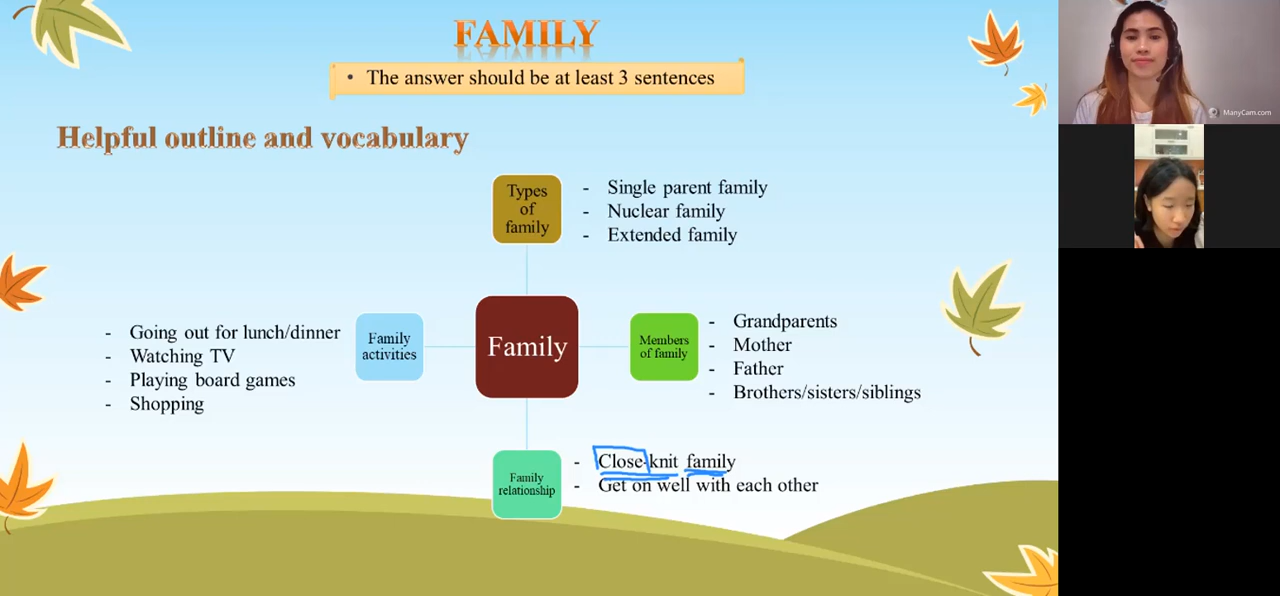 FAMILY
• The answer should be at least 3 sentences
Helpful outline and vocabulary
Types
of
family
- Single parent family
- Nuclear family
- Extended family
- Going out for lunch/dinner
- Watching TV
- Playing board games
- Shopping
Family
activities
Family
Members
of family
- Grandparents
- Mother
- Father
- Brothers/sisters/siblings
Family
relationship
- Close-knit family
- Get on well with each other
ManyCam.com